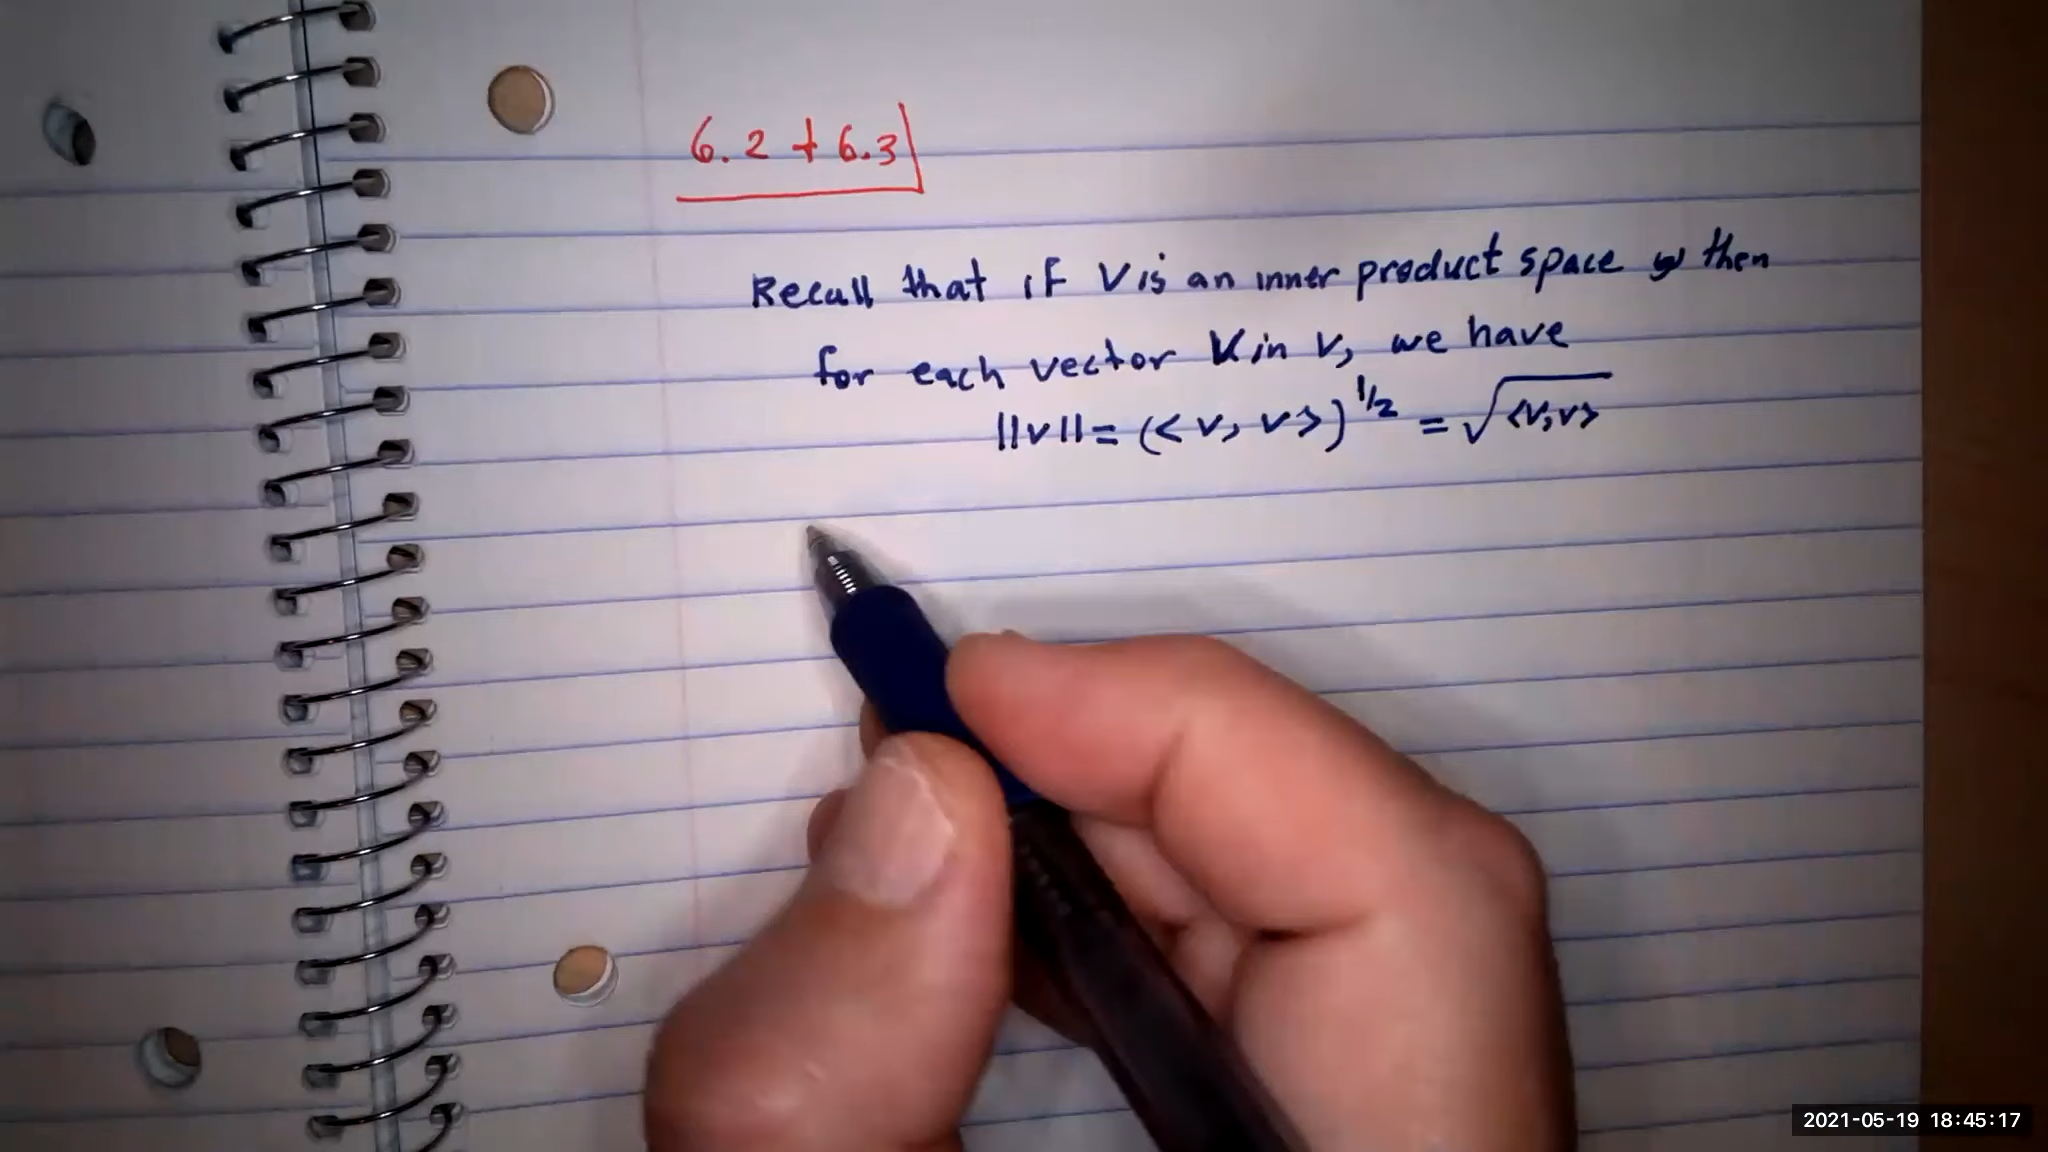 6.2 + 6.3
Recall that if V is an inner product space then
for each vector V in V, we have
||v|| = (<v, v>)^1/2 = √<v,v>
2021-05-19 18:45:17